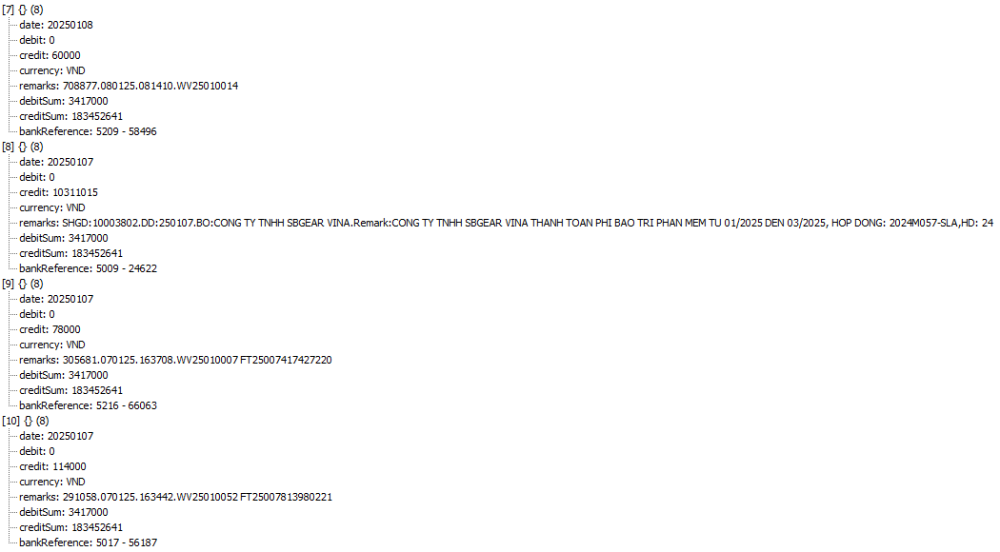 [7] {} (8)
date: 20250108
debit: 0
credit: 60000
currency: VND
remarks: 708877.080125.081410.WV25010014
debitSum: 3417000
creditSum: 183452641
bankReference: 5209 - 58496
[8] {} (8)
date: 20250107
debit: 0
credit: 10311015
currency: VND
remarks: SHGD:10003802.DD:250107.BO:CONG TY TNHH SBGEAR VINA.Remark:CONG TY TNHH SBGEAR VINA THANH TOAN PHI BAO TRI PHAN MEM TU 01/2025 DEN 03/2025, HOP DONG: 2024M057-SLA,HD: 24
debitSum: 3417000
creditSum: 183452641
bankReference: 5009 - 24622
[9] {} (8)
date: 20250107
debit: 0
credit: 78000
currency: VND
remarks: 305681.070125.163708.WV25010007 FT25007417427220
debitSum: 3417000
creditSum: 183452641
bankReference: 5216 - 66063
[10] {} (8)
date: 20250107
debit: 0
credit: 114000
currency: VND
remarks: 291058.070125.163442.WV25010052 FT25007813980221
debitSum: 3417000
creditSum: 183452641
bankReference: 5017 - 56187